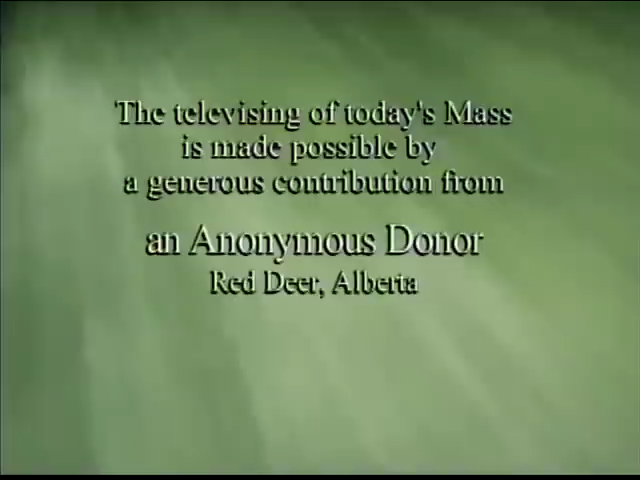 The televising of today's Mass
is made possible by
a generous contribution from
an Anonymous Donor
Red Deer, Alberta